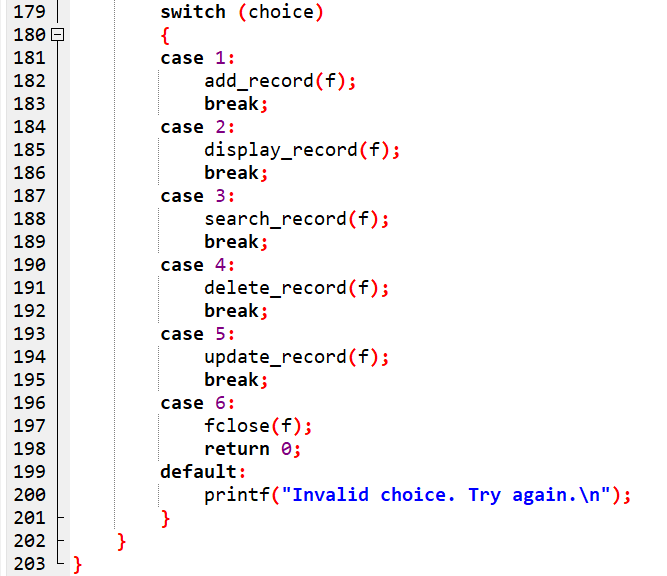 179 switch (choice)
180 {
181 case 1:
182 add_record(f);
183 break;
184 case 2:
185 display_record(f);
186 break;
187 case 3:
188 search_record(f);
189 break;
190 case 4:
191 delete_record(f);
192 break;
193 case 5:
194 update_record(f);
195 break;
196 case 6:
197 fclose(f);
198 return 0;
199 default:
200 printf("Invalid choice. Try again.\n");
201 }
202 }
203 }